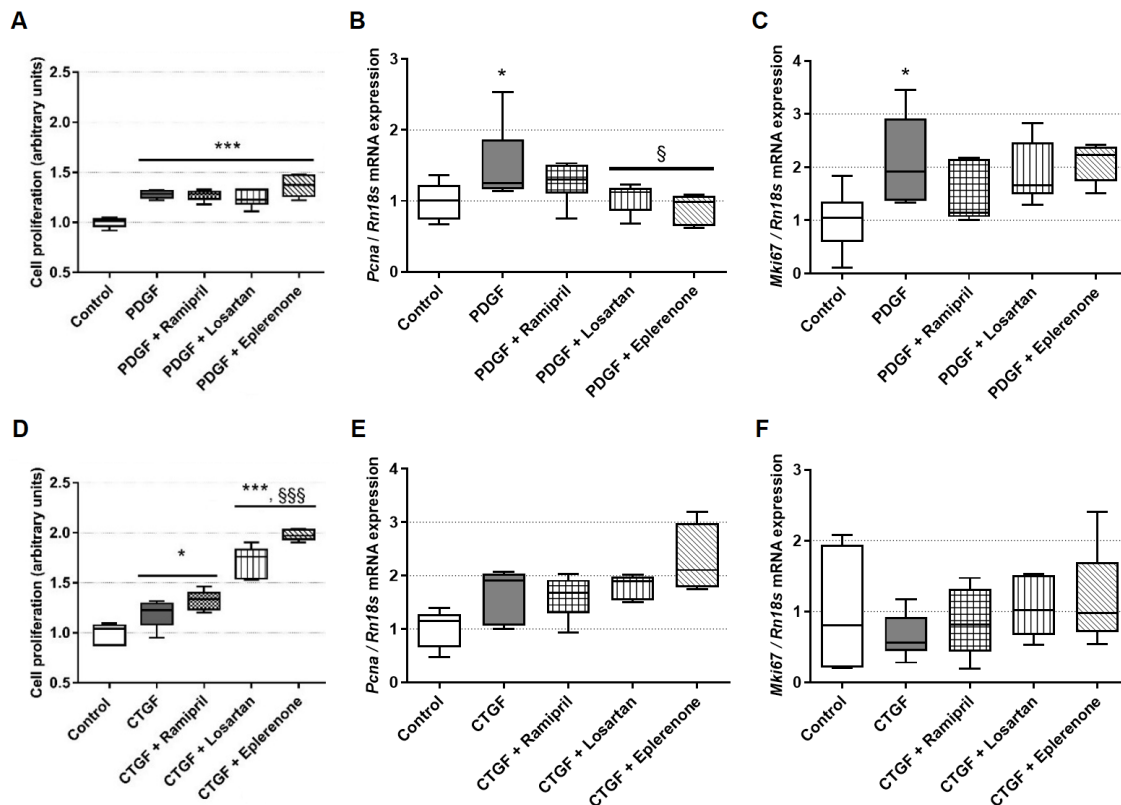 A
Cell proliferation (arbitrary units)
2.5
2.0
1.5
1.0
0.5
***
Control
PDGF
PDGF + Ramipril
PDGF + Losartan
PDGF + Eplerenone
B
Pcna / Rn18s mRNA expression
3
2
1
0
*
§
Control
PDGF
PDGF + Ramipril
PDGF + Losartan
PDGF + Eplerenone
C
Mki67 / Rn18s mRNA expression
4
3
2
1
0
*
Control
PDGF
PDGF + Ramipril
PDGF + Losartan
PDGF + Eplerenone
D
Cell proliferation (arbitrary units)
2.5
2.0
1.5
1.0
0.5
*
***, §§§
Control
CTGF
CTGF + Ramipril
CTGF + Losartan
CTGF + Eplerenone
E
Pcna / Rn18s mRNA expression
4
3
2
1
0
Control
CTGF
CTGF + Ramipril
CTGF + Losartan
CTGF + Eplerenone
F
Mki67 / Rn18s mRNA expression
3
2
1
0
Control
CTGF
CTGF + Ramipril
CTGF + Losartan
CTGF + Eplerenone